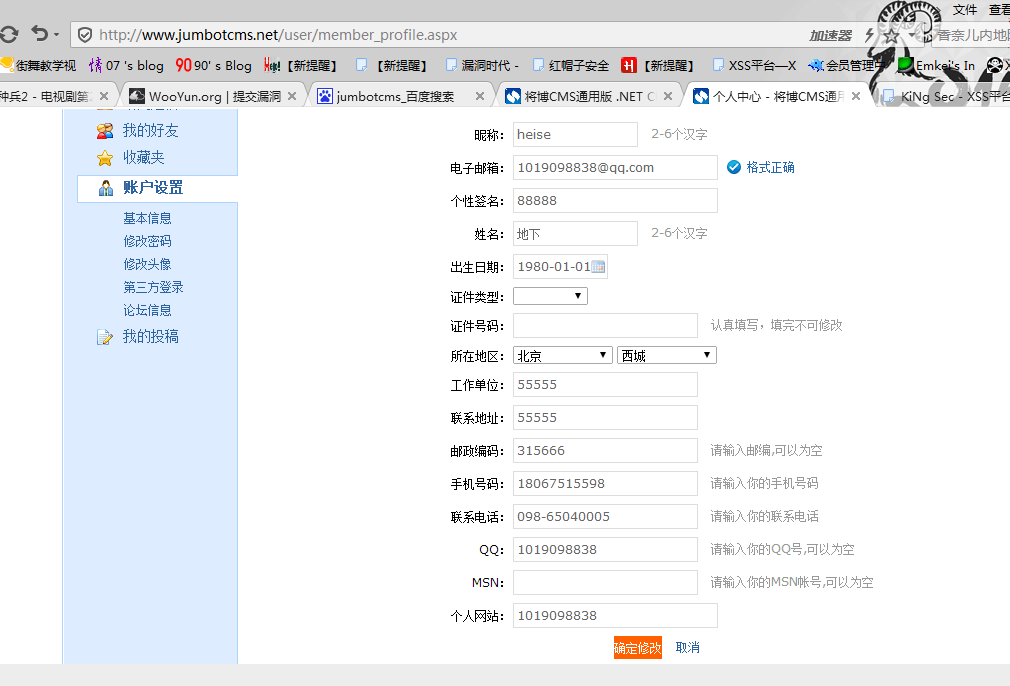 文件 查看
http://www.jumbotcms.net/user/member_profile.aspx 加速器 香奈儿内地
街舞教学视 情 07 's blog 90 90' s Blog 【新提醒】 【新提醒】 漏洞时代 - 红帽子安全 【新提醒】 XSS平台—X 会员管理中 Emkei's In
种兵2 - 电视剧第 WooYun.org | 提交漏洞 jumbotcms_百度搜索 将博CMS通用版 .NET C 个人中心 - 将博CMS通用 KiNg Sec - XSS平台
我的好友
收藏夹
账户设置
基本信息
修改密码
修改头像
第三方登录
论坛信息
我的投稿
昵称: heise 2-6个汉字
电子邮箱: 1019098838@qq.com 格式正确
个性签名: 88888
姓名: 地下 2-6个汉字
出生日期: 1980-01-01
证件类型:
证件号码: 认真填写，填完不可修改
所在地区: 北京 西城
工作单位: 55555
联系地址: 55555
邮政编码: 315666 请输入邮编,可以为空
手机号码: 18067515598 请输入你的手机号码
联系电话: 098-65040005 请输入你的联系电话
QQ: 1019098838 请输入你的QQ号,可以为空
MSN: 请输入你的MSN帐号,可以为空
个人网站: 1019098838
确定修改 取消